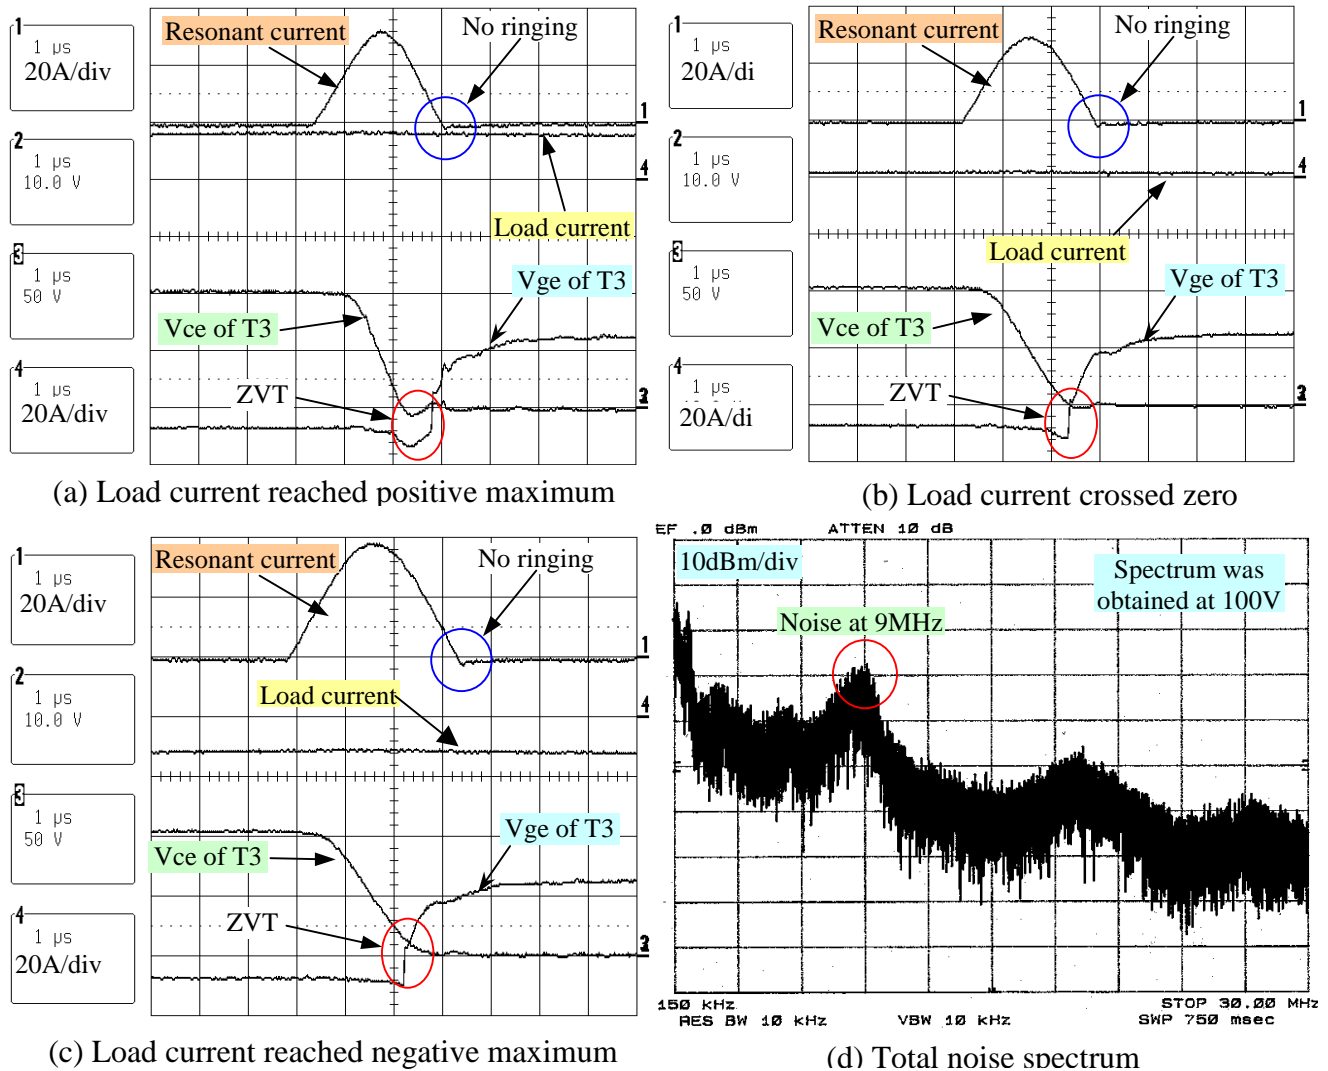 1
1 µs
20A/div
2
1 µs
10.0 V
3
1 µs
50 V
4
1 µs
20A/div
Resonant current
No ringing
1
4
Load current
Vge of T3
Vce of T3
ZVT
(a) Load current reached positive maximum
1
1 µs
20A/di
2
1 µs
10.0 V
3
1 µs
50 V
4
1 µs
20A/di
Resonant current
No ringing
1
4
Load current
Vge of T3
Vce of T3
ZVT
(b) Load current crossed zero
1
1 µs
20A/div
2
1 µs
10.0 V
3
1 µs
50 V
4
1 µs
20A/div
Resonant current
No ringing
1
Load current
4
Vge of T3
Vce of T3
ZVT
(c) Load current reached negative maximum
EF .0 dBm ATTEN 10 dB
10dBm/div
Spectrum was
obtained at 100V
Noise at 9MHz
150 kHz STOP 30.00 MHz
RES BW 10 kHz VBW 10 kHz SWP 750 msec
(d) Total noise spectrum